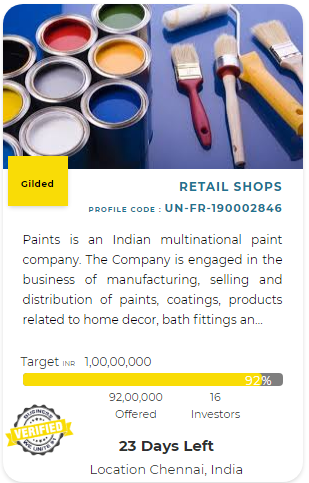 Gilded
RETAIL SHOPS
PROFILE CODE : UN-FR-190002846
Paints is an Indian multinational paint
company. The Company is engaged in the
business of manufacturing, selling and
distribution of paints, coatings, products
related to home decor, bath fittings an...
Target INR 1,00,00,000
92%
92,00,000 16
Offered Investors
BUSINESS
VERIFIED
WE UNITE IT
23 Days Left
Location Chennai, India